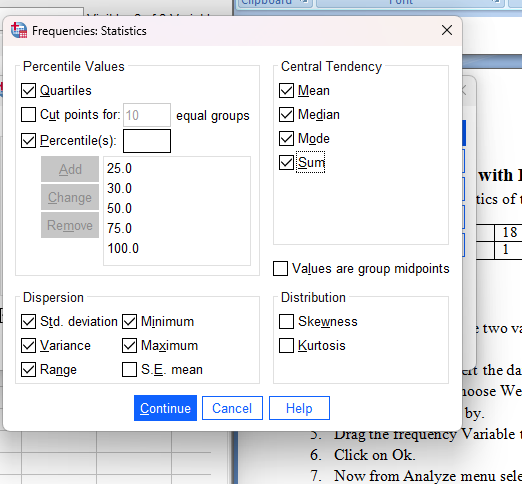 Clipboard
Font
Frequencies: Statistics
Percentile Values
Quartiles
Cut points for: 10 equal groups
Percentile(s):
Add
Change
Remove
25.0
30.0
50.0
75.0
100.0
Central Tendency
Mean
Median
Mode
Sum
Values are group midpoints
Dispersion
Std. deviation
Minimum
Variance
Maximum
Range
S.E. mean
Distribution
Skewness
Kurtosis
Continue
Cancel
Help
with
tics of t
18
1
e two va
rt the da
hoose We
by.
5. Drag the frequency Variable t
6. Click on Ok.
7. Now from Analyze menu sele